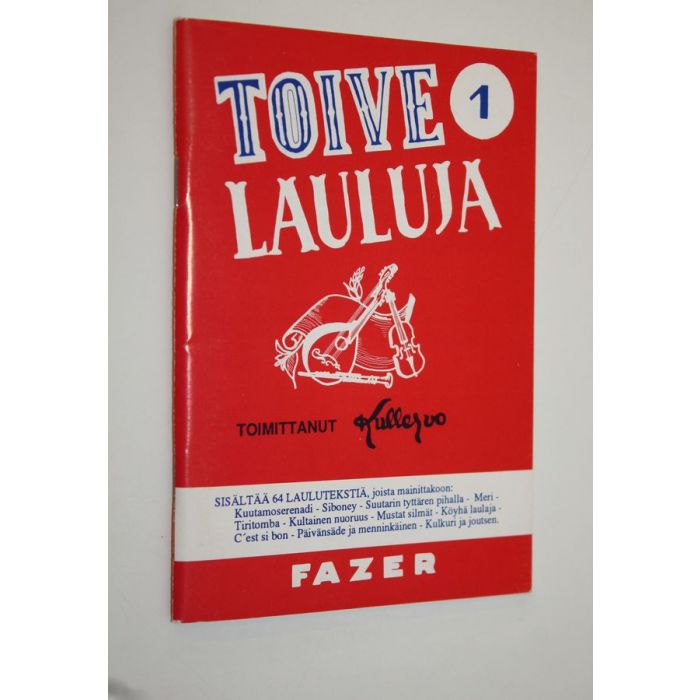 TOIVE 1
LAULUJA
TOIMITTANUT Kullervo
SISÄLTÄÄ 64 LAULUTEKSTIÄ, joista mainittakoon:
Kuutamoserenadi - Siboney - Suutarin tyttären pihalla - Meri -
Tiritomba - Kultainen nuoruus - Mustat silmät - Köyhä laulaja -
C´est si bon - Päivänsäde ja menninkäinen - Kulkuri ja joutsen.
FAZER